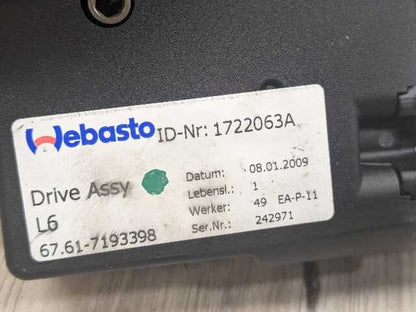 Webasto ID-Nr: 1722063A
Drive Assy
L6
67.61-7193398
Datum: 08.01.2009
Lebensl.: 1
Werker: 49 EA-P-11
Ser.Nr.: 242971